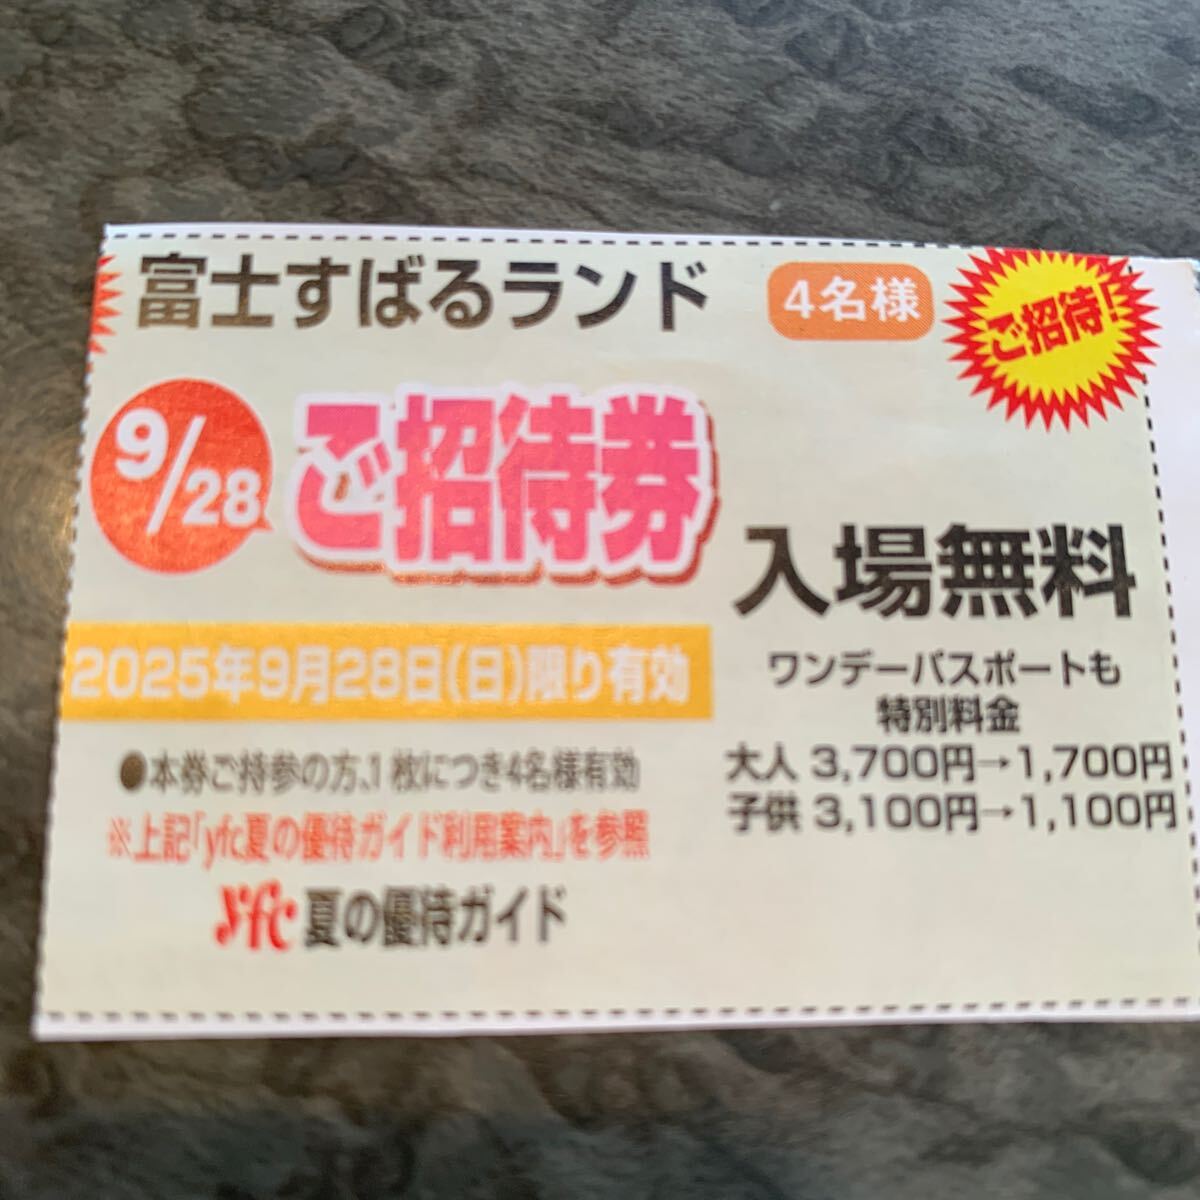 富士すばるランド
4名様
ご招待!
9/28
ご招待券
2025年9月28日(日)限り有効
●本券ご持参の方、1枚につき4名様有効
※上記「yfc夏の優待ガイド利用案内」を参照
yfc 夏の優待ガイド
入場無料
ワンデーパスポートも
特別料金
大人 3,700円→1,700円
子供 3,100円→1,100円